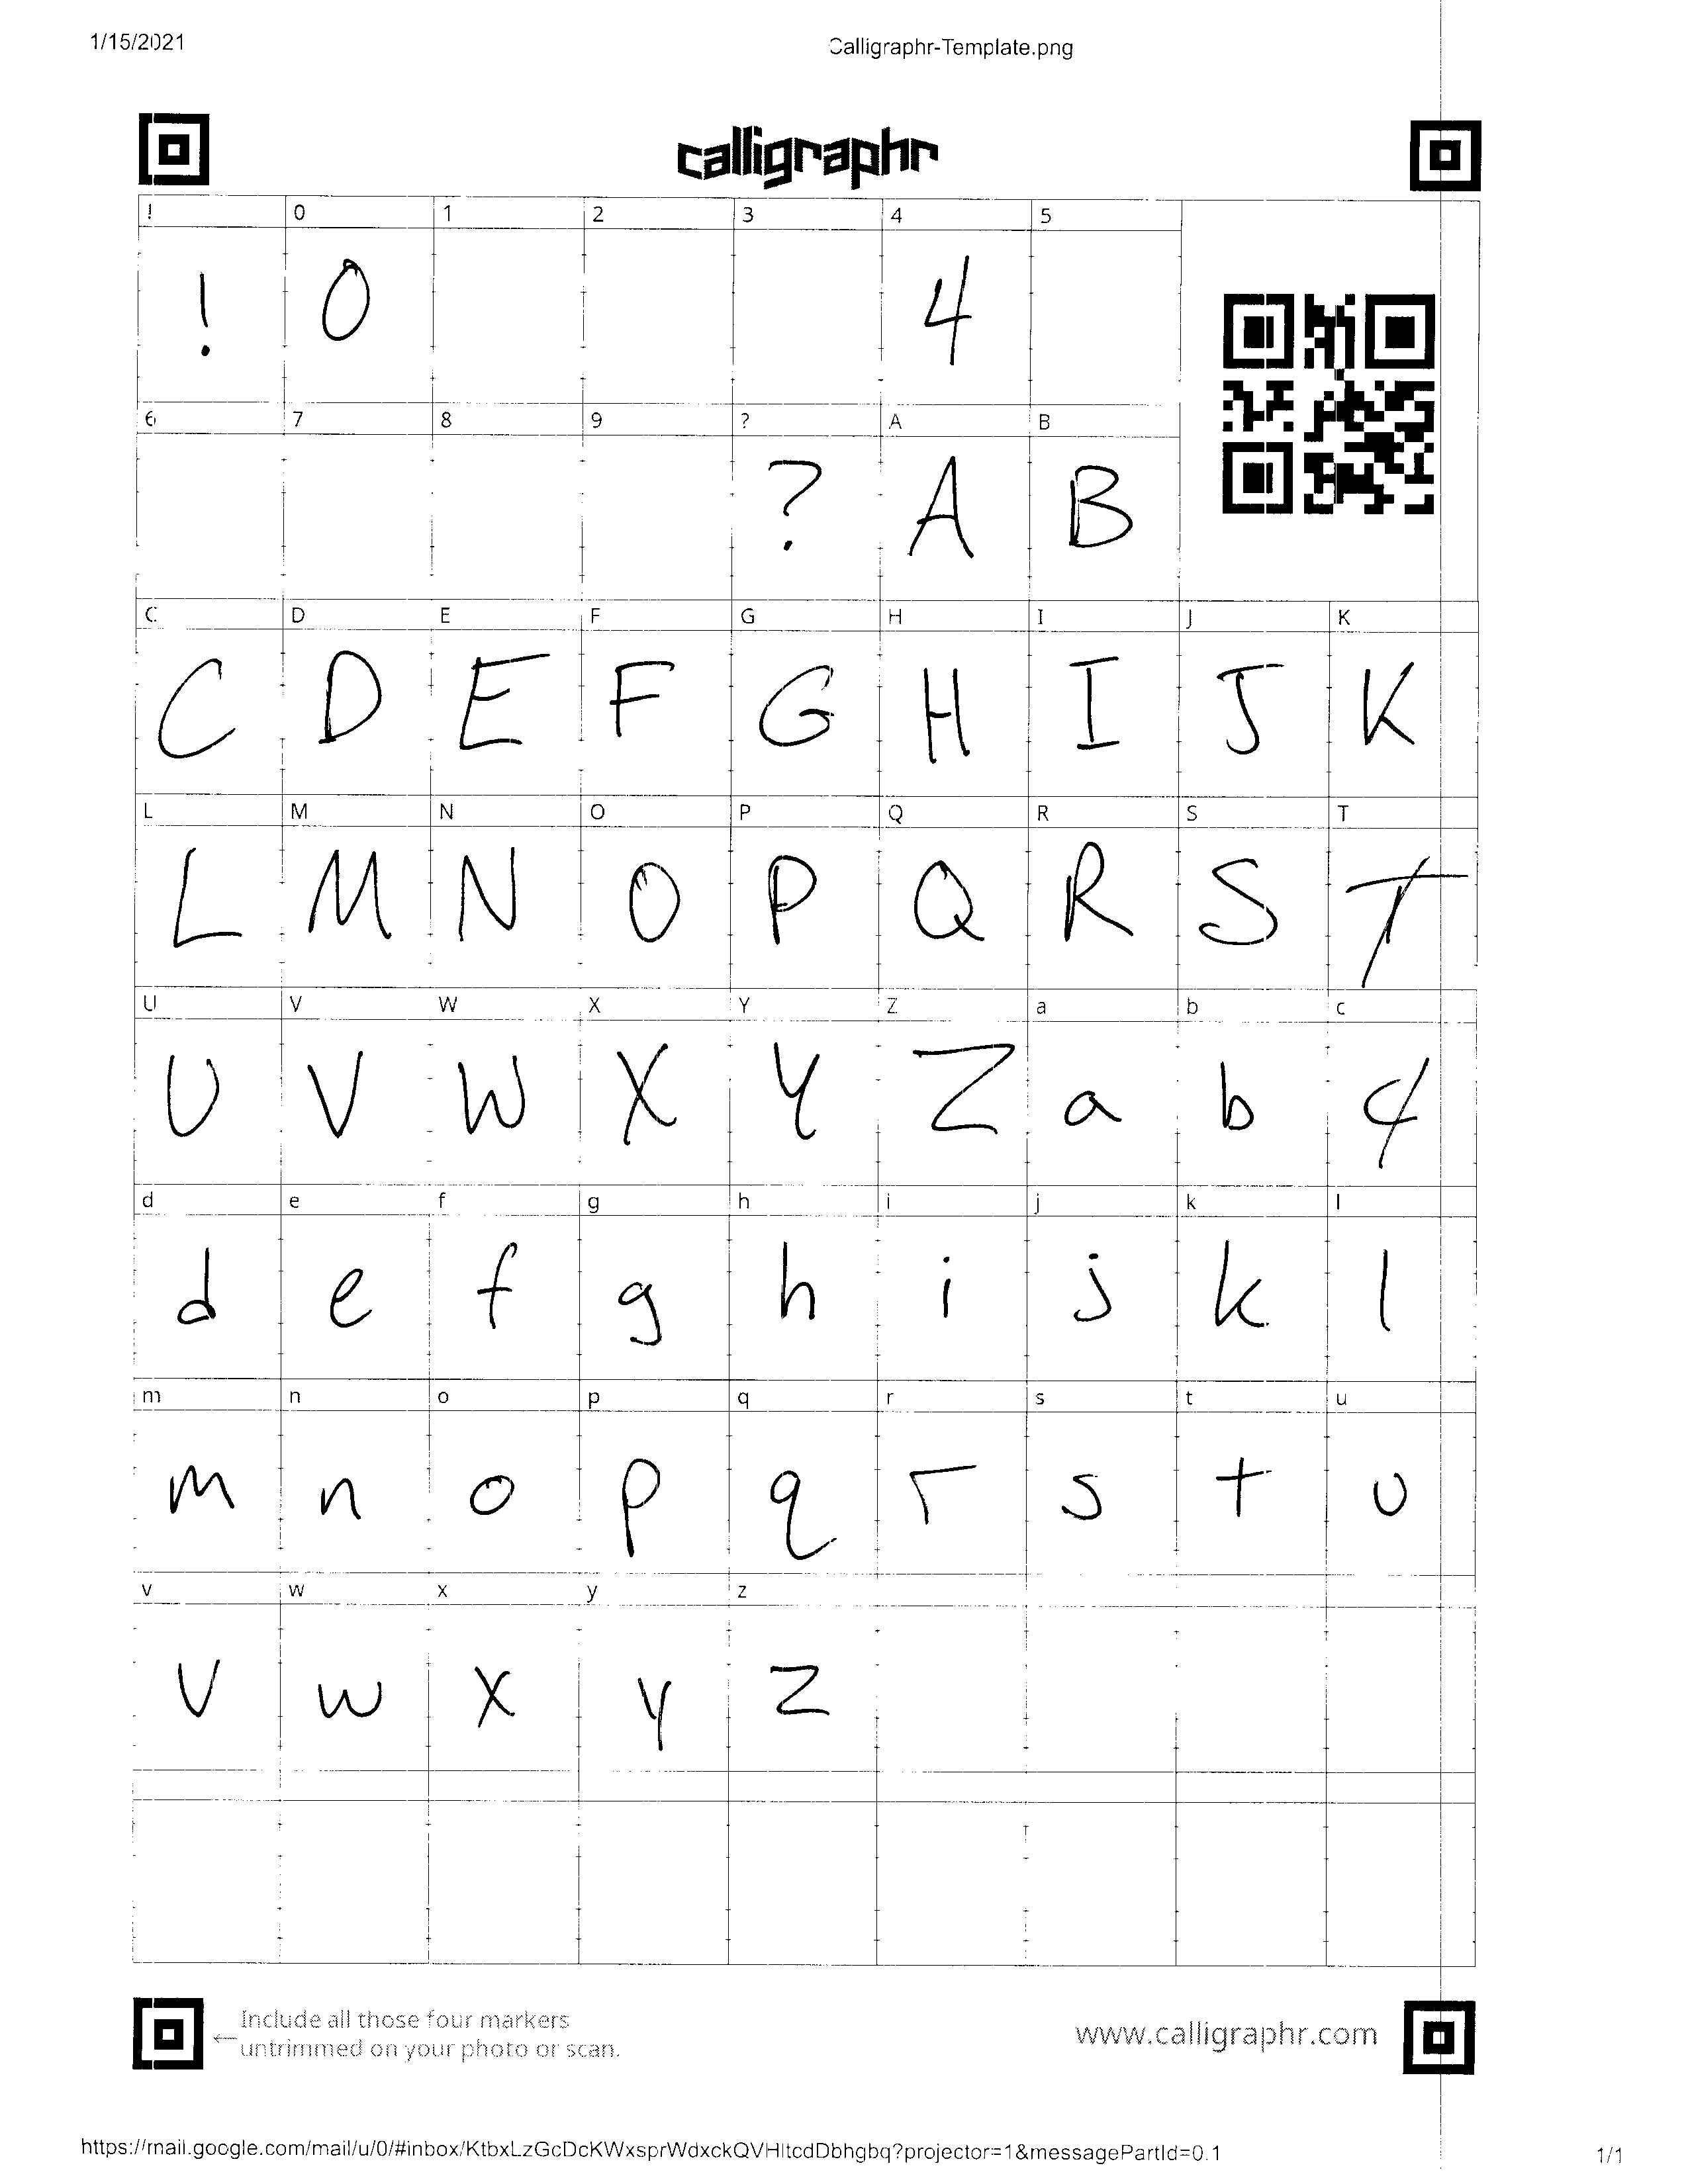 1/15/2021 Calligraphr-Template.png
calligraphr
! 0 1 2 3 4 5
! 0 4
6 7 8 9 ? A B
? A B
C D E F G H I J K
C D E F G H I J K
L M N O P Q R S T
L M N O P Q R S T
U V W X Y Z a b c
U V W X Y Z a b c
d e f g h i j k l
d e f g h i j k l
m n o p q r s t u
m n o p q r s t u
v w x y z
v w x y z
← Include all those four markers
untrimmed on your photo or scan.
www.calligraphr.com
https://mail.google.com/mail/u/0/#inbox/KtbxLzGcDcKWxsprWdxckQVHltcdDbhgbq?projector=1&messagePartId=0.1 1/1